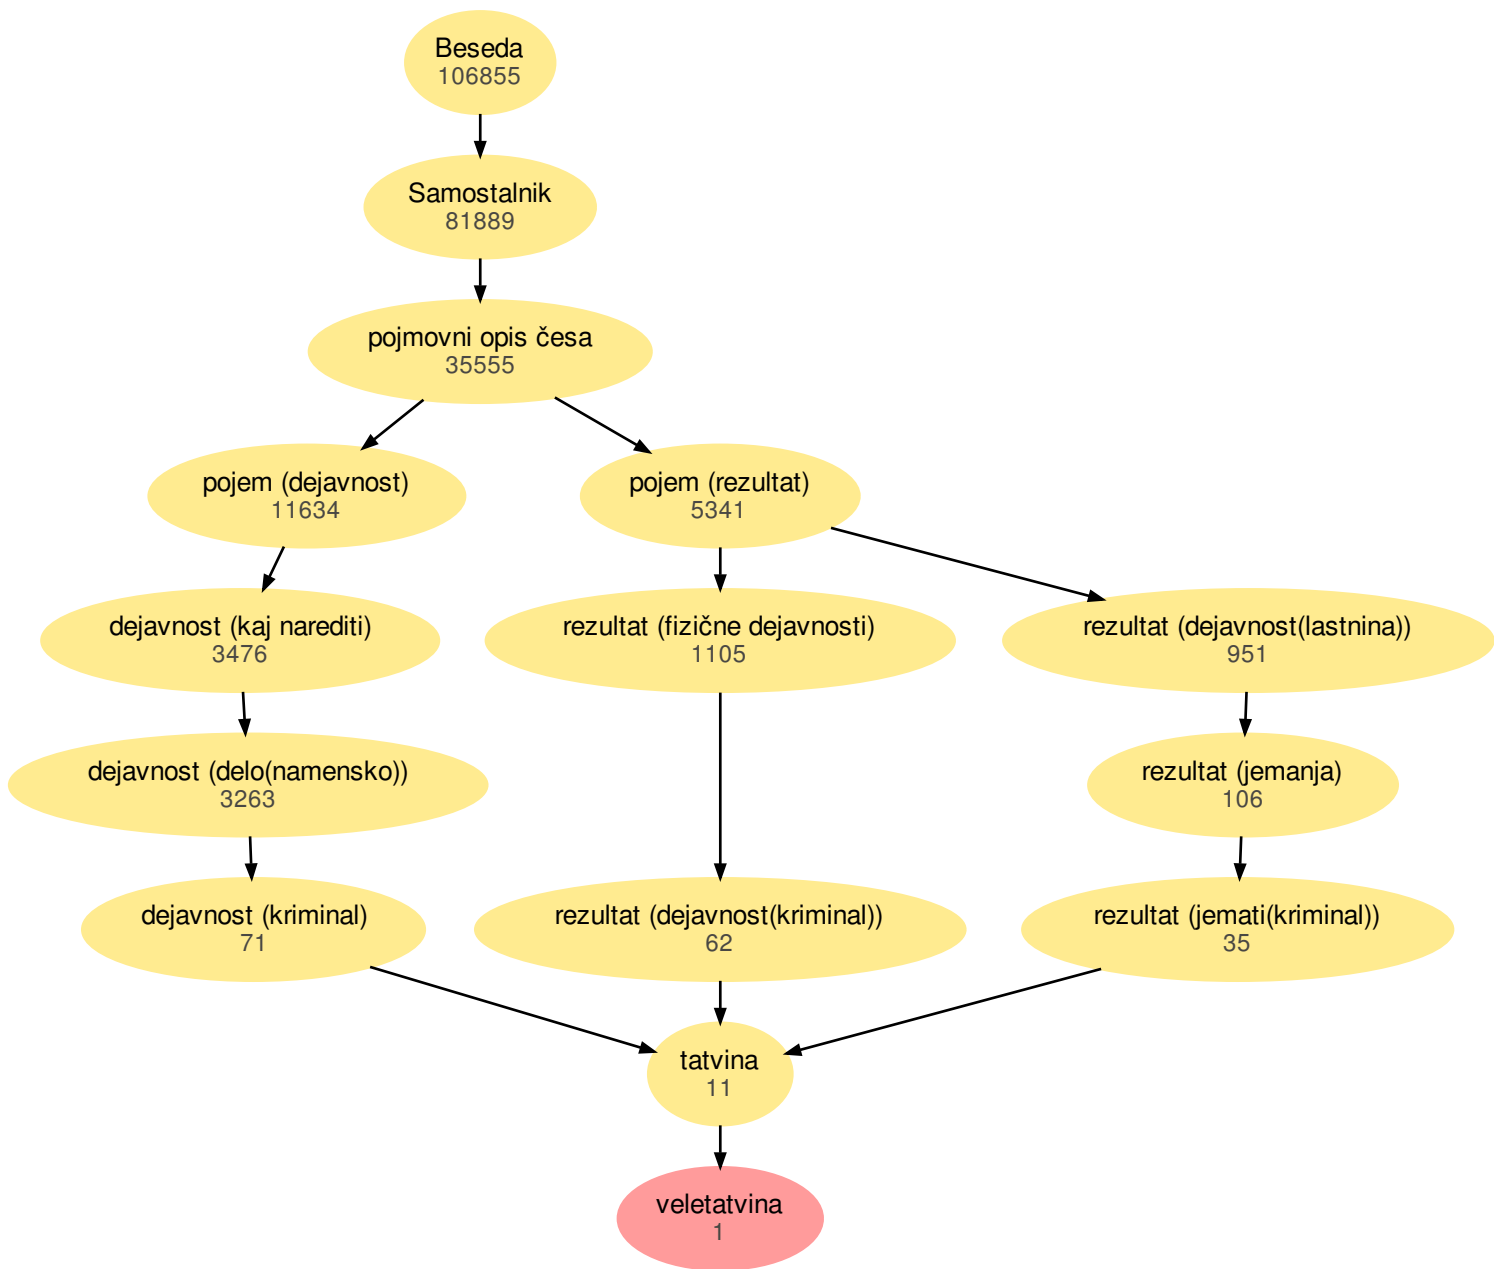 Beseda
106855
Samostalnik
81889
pojmovni opis česa
35555
pojem (dejavnost)
11634
pojem (rezultat)
5341
dejavnost (kaj narediti)
3476
rezultat (fizične dejavnosti)
1105
rezultat (dejavnost(lastnina))
951
dejavnost (delo(namensko))
3263
rezultat (jemanja)
106
dejavnost (kriminal)
71
rezultat (dejavnost(kriminal))
62
rezultat (jemati(kriminal))
35
tatvina
11
veletatvina
1